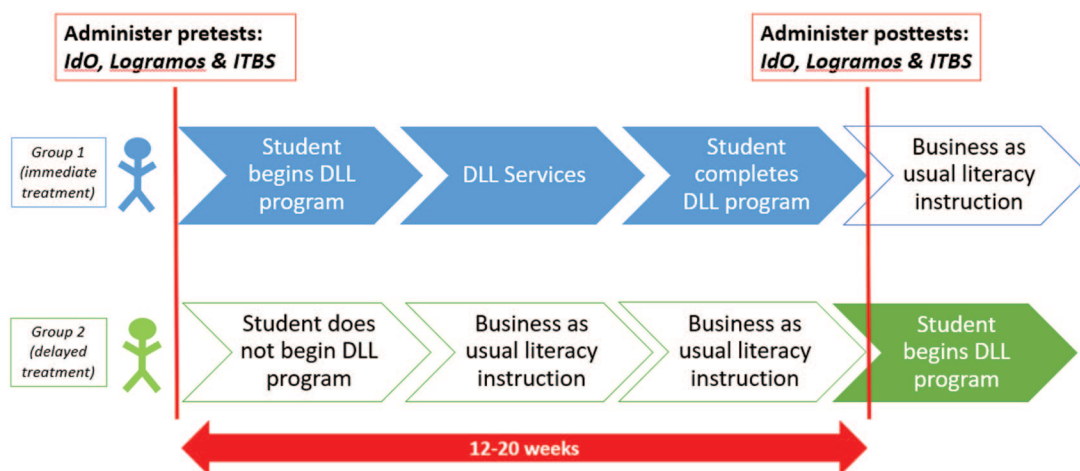 Administer pretests:
IdO, Logramos & ITBS
Administer posttests:
IdO, Logramos & ITBS
Group 1
(immediate
treatment)
Student
begins DLL
program
DLL Services
Student
completes
DLL program
Business as
usual literacy
instruction
Group 2
(delayed
treatment)
Student does
not begin DLL
program
Business as
usual literacy
instruction
Business as
usual literacy
instruction
Student
begins DLL
program
12-20 weeks